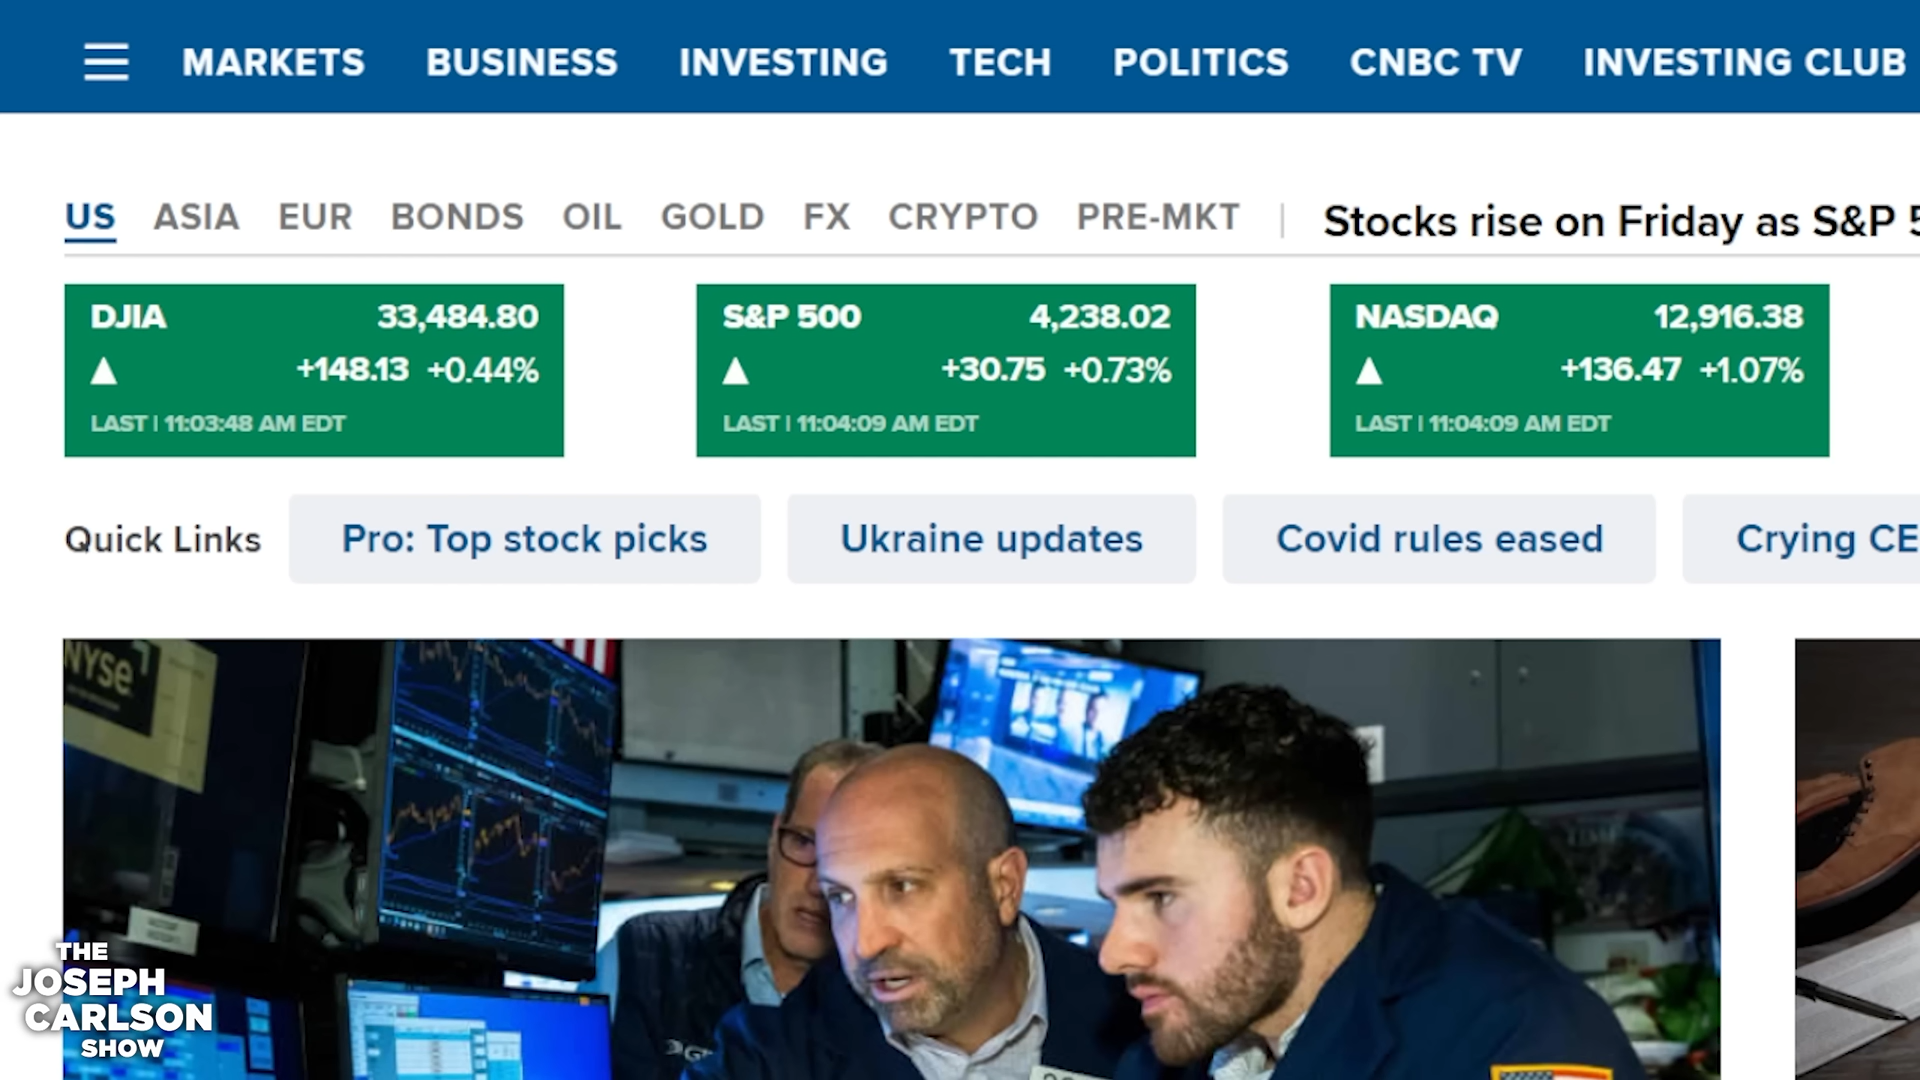 MARKETS BUSINESS INVESTING TECH POLITICS CNBC TV INVESTING CLUB
US ASIA EUR BONDS OIL GOLD FX CRYPTO PRE-MKT | Stocks rise on Friday as S&P 5
DJIA 33,484.80
+148.13 +0.44%
LAST | 11:03:48 AM EDT
S&P 500 4,238.02
+30.75 +0.73%
LAST | 11:04:09 AM EDT
NASDAQ 12,916.38
+136.47 +1.07%
LAST | 11:04:09 AM EDT
Quick Links Pro: Top stock picks Ukraine updates Covid rules eased Crying CE
NYSE
THE
JOSEPH
CARLSON
SHOW